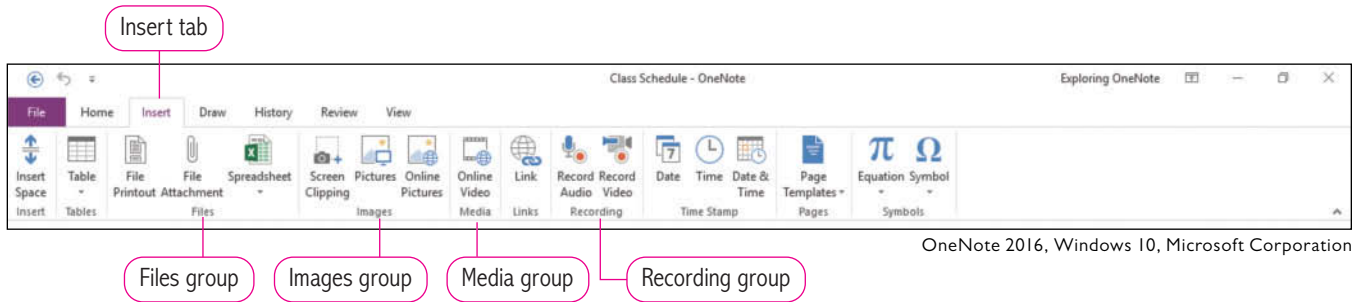 Insert tab
Class Schedule - OneNote Exploring OneNote
File Home Insert Draw History Review View
7
π Ω
Insert Table File File Spreadsheet Screen Pictures Online Online Link Record Record Date Time Date & Page Equation Symbol
Space Printout Attachment Clipping Pictures Video Audio Video Time Templates
Insert Tables Files Images Media Links Recording Time Stamp Pages Symbols
OneNote 2016, Windows 10, Microsoft Corporation
Files group Images group Media group Recording group